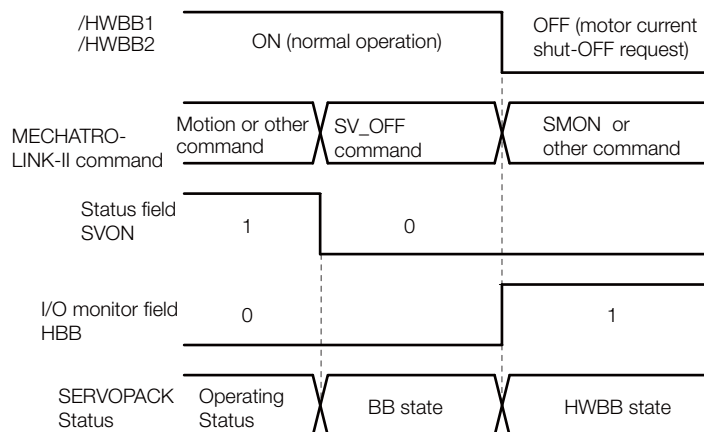 /HWBB1
/HWBB2
ON (normal operation)
OFF (motor current
shut-OFF request)
MECHATRO-
LINK-II command
Motion or other
command
SV_OFF
command
SMON or
other command
Status field
SVON
1
0
I/O monitor field
HBB
0
1
SERVOPACK
Status
Operating
Status
BB state
HWBB state